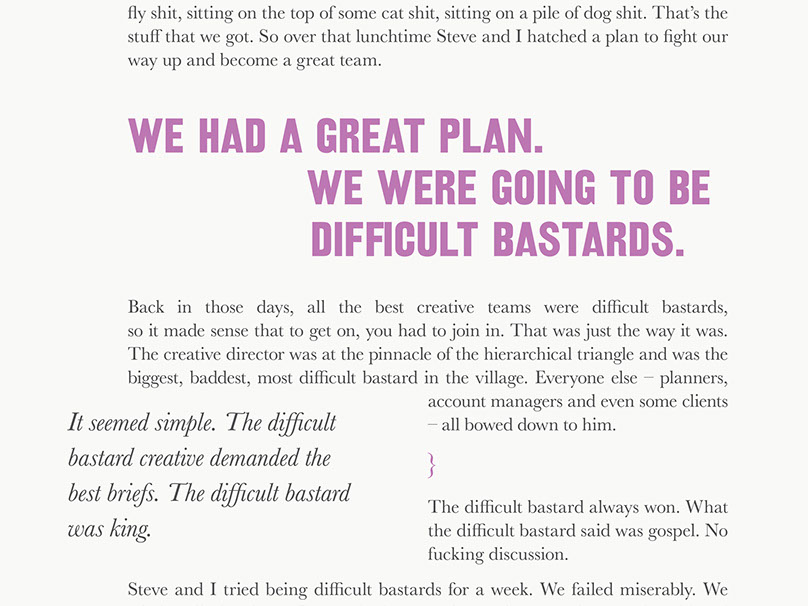 fly shit, sitting on the top of some cat shit, sitting on a pile of dog shit. That’s the
stuff that we got. So over that lunchtime Steve and I hatched a plan to fight our
way up and become a great team.
WE HAD A GREAT PLAN.
WE WERE GOING TO BE
DIFFICULT BASTARDS.
Back in those days, all the best creative teams were difficult bastards,
so it made sense that to get on, you had to join in. That was just the way it was.
The creative director was at the pinnacle of the hierarchical triangle and was the
biggest, baddest, most difficult bastard in the village. Everyone else – planners,
account managers and even some clients
– all bowed down to him.
It seemed simple. The difficult
bastard creative demanded the
best briefs. The difficult bastard
was king.
}
The difficult bastard always won. What
the difficult bastard said was gospel. No
fucking discussion.
Steve and I tried being difficult bastards for a week. We failed miserably. We